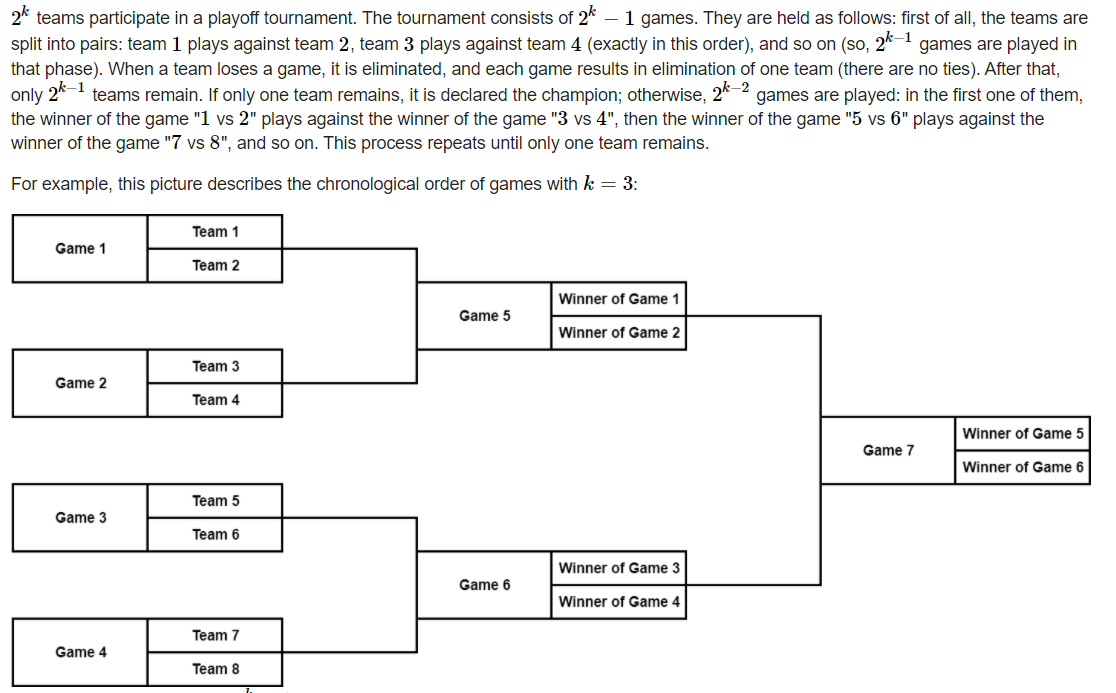 2^k teams participate in a playoff tournament. The tournament consists of 2^k − 1 games. They are held as follows: first of all, the teams are
split into pairs: team 1 plays against team 2, team 3 plays against team 4 (exactly in this order), and so on (so, 2^{k−1} games are played in
that phase). When a team loses a game, it is eliminated, and each game results in elimination of one team (there are no ties). After that,
only 2^{k−1} teams remain. If only one team remains, it is declared the champion; otherwise, 2^{k−2} games are played: in the first one of them,
the winner of the game "1 vs 2" plays against the winner of the game "3 vs 4", then the winner of the game "5 vs 6" plays against the
winner of the game "7 vs 8", and so on. This process repeats until only one team remains.
For example, this picture describes the chronological order of games with k = 3:
Game 1
Team 1
Team 2
Game 5
Winner of Game 1
Winner of Game 2
Game 2
Team 3
Team 4
Game 7
Winner of Game 5
Winner of Game 6
Game 3
Team 5
Team 6
Game 6
Winner of Game 3
Winner of Game 4
Game 4
Team 7
Team 8